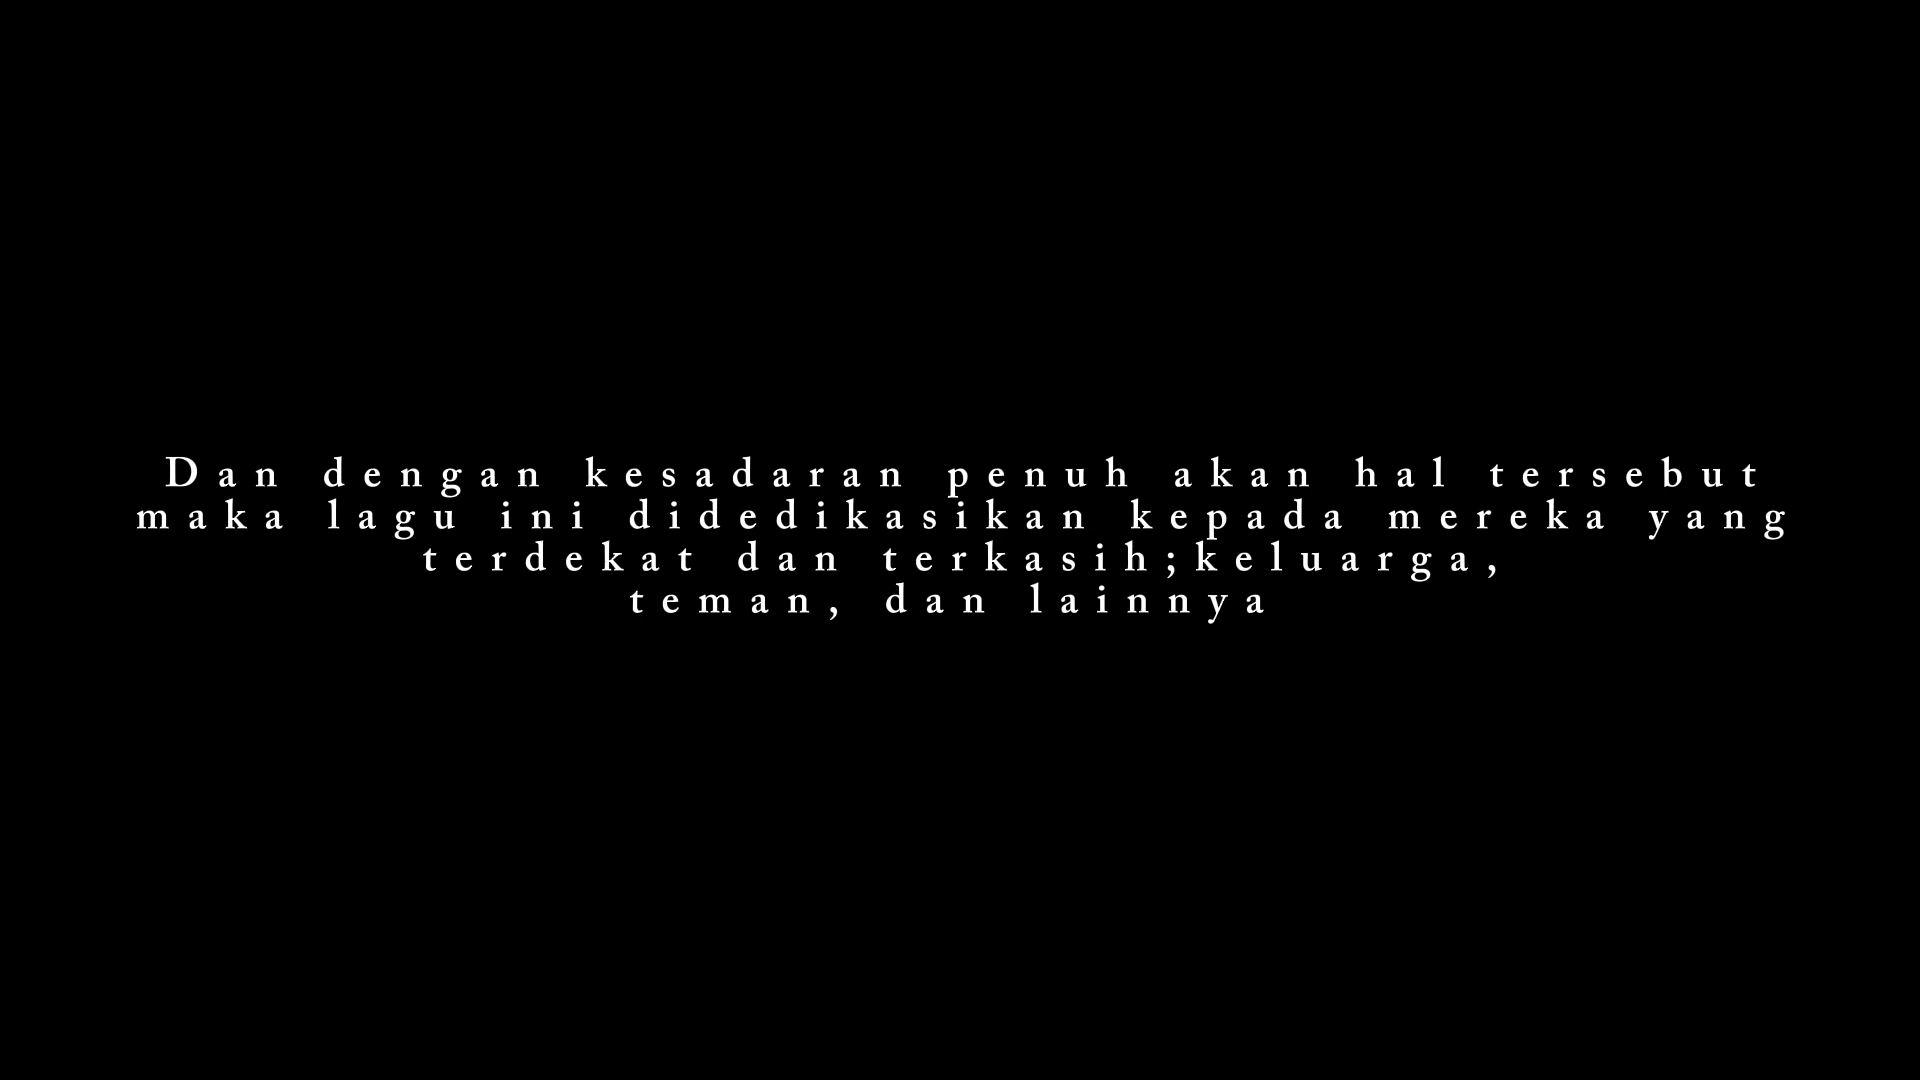 Dan dengan kesadaran penuh akan hal tersebut
maka lagu ini didedikasikan kepada mereka yang
terdekat dan terkasih;keluarga,
teman, dan lainnya